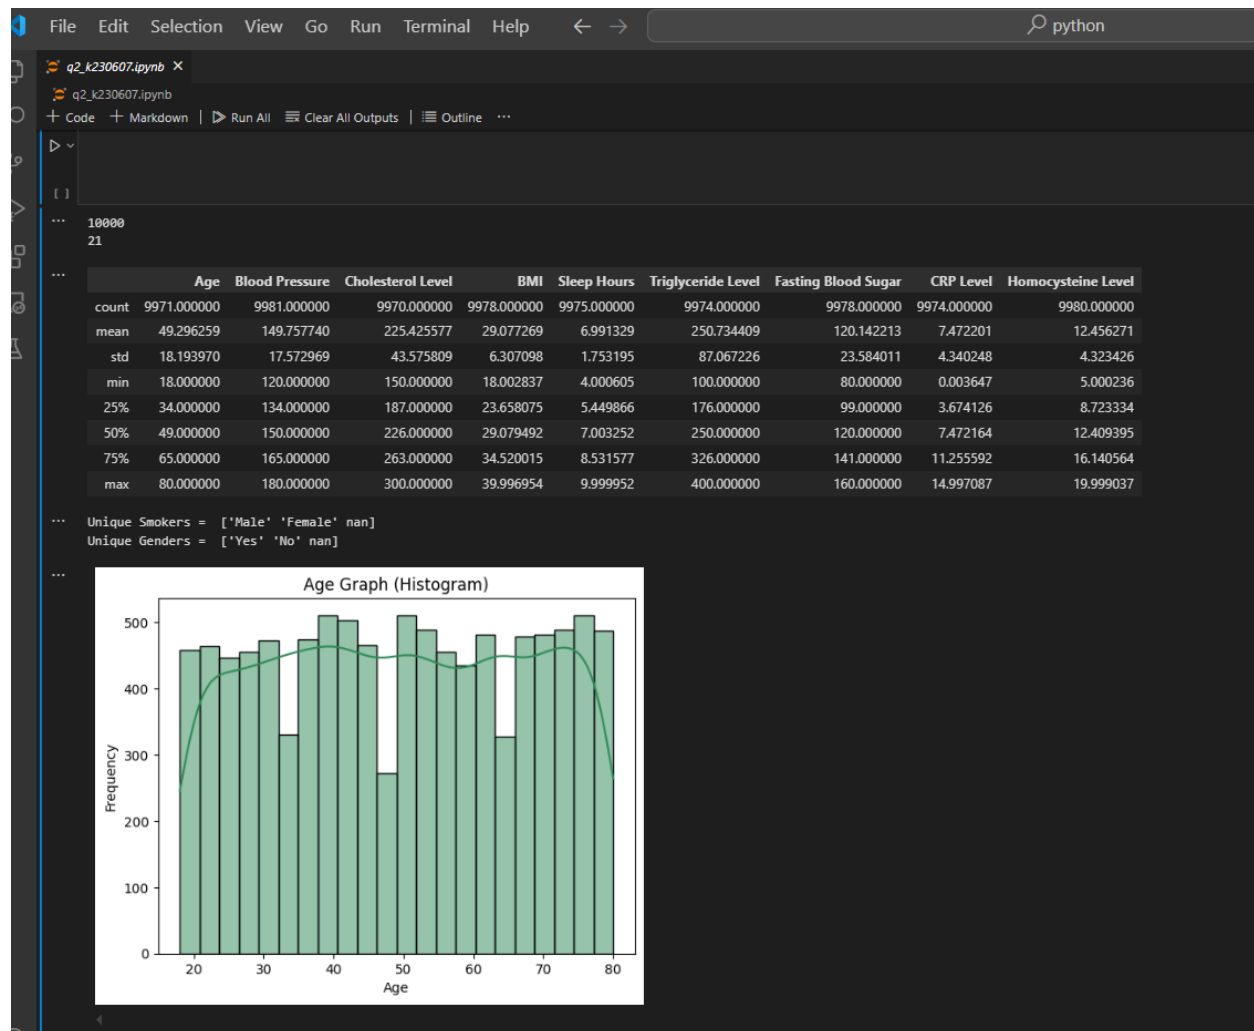 File Edit Selection View Go Run Terminal Help ← → python
q2_k230607.ipynb ×
q2_k230607.ipynb
+ Code + Markdown | Run All Clear All Outputs | Outline ...
[ ]
... 10000
21
...
Age Blood Pressure Cholesterol Level BMI Sleep Hours Triglyceride Level Fasting Blood Sugar CRP Level Homocysteine Level
count 9971.000000 9981.000000 9970.000000 9978.000000 9975.000000 9974.000000 9978.000000 9974.000000 9980.000000
mean 49.296259 149.757740 225.425577 29.077269 6.991329 250.734409 120.142213 7.472201 12.456271
std 18.193970 17.572969 43.575809 6.307098 1.753195 87.067226 23.584011 4.340248 4.323426
min 18.000000 120.000000 150.000000 18.002837 4.000605 100.000000 80.000000 0.003647 5.000236
25% 34.000000 134.000000 187.000000 23.658075 5.449866 176.000000 99.000000 3.674126 8.723334
50% 49.000000 150.000000 226.000000 29.079492 7.003252 250.000000 120.000000 7.472164 12.409395
75% 65.000000 165.000000 263.000000 34.520015 8.531577 326.000000 141.000000 11.255592 16.140564
max 80.000000 180.000000 300.000000 39.996954 9.999952 400.000000 160.000000 14.997087 19.999037
... Unique Smokers =  ['Male' 'Female' nan]
Unique Genders =  ['Yes' 'No' nan]
...
Age Graph (Histogram)
500
400
300
200
100
0
Frequency
20 30 40 50 60 70 80
Age